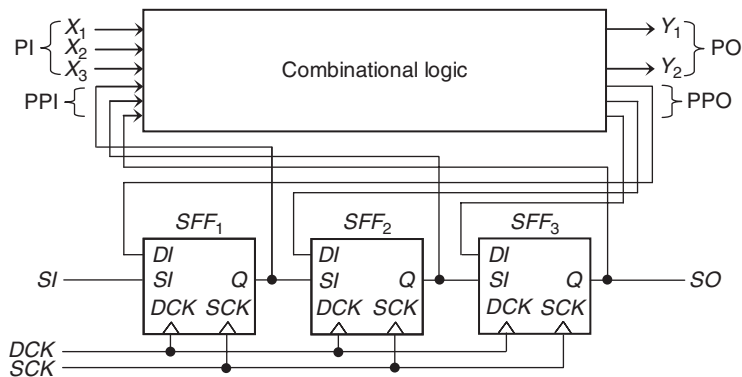 PI { X1 X2 X3
PPI {
Combinational logic
Y1 Y2 } PO
} PPO
SFF1 SFF2 SFF3
DI DI DI
SI SI Q SI Q SI Q SO
DCK SCK DCK SCK DCK SCK
DCK
SCK